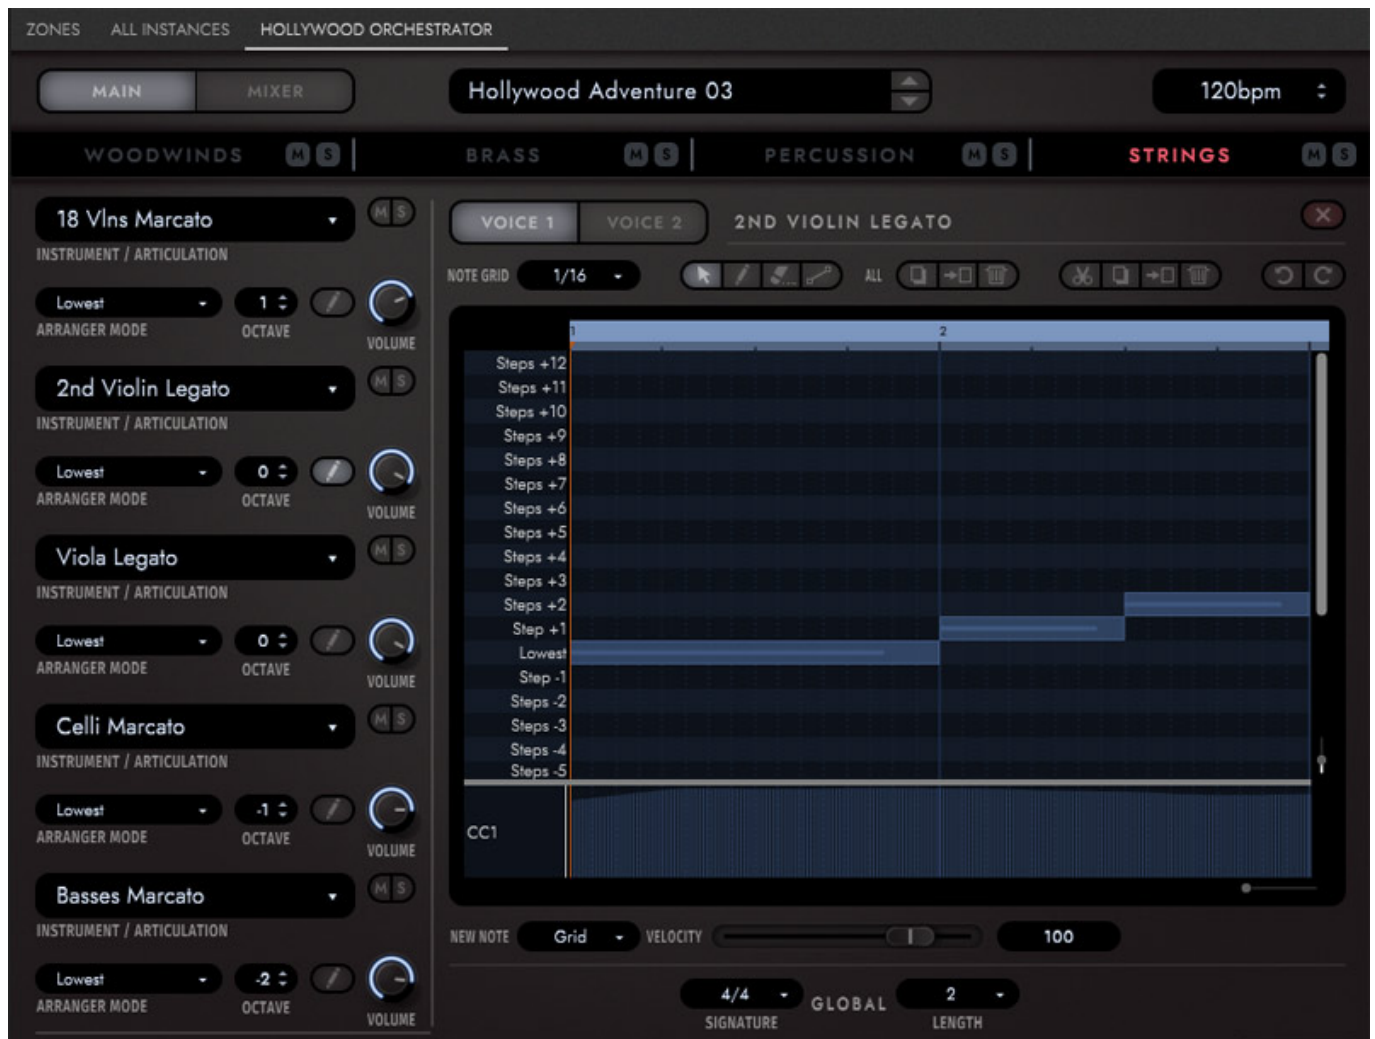 ZONES ALL INSTANCES HOLLYWOOD ORCHESTRATOR
MAIN MIXER Hollywood Adventure 03 120bpm
WOODWINDS M S BRASS M S PERCUSSION M S STRINGS M S
18 Vlns Marcato M S
INSTRUMENT / ARTICULATION
Lowest 1
ARRANGER MODE OCTAVE VOLUME
2nd Violin Legato M S
INSTRUMENT / ARTICULATION
Lowest 0
ARRANGER MODE OCTAVE VOLUME
Viola Legato M S
INSTRUMENT / ARTICULATION
Lowest 0
ARRANGER MODE OCTAVE VOLUME
Celli Marcato M S
INSTRUMENT / ARTICULATION
Lowest -1
ARRANGER MODE OCTAVE VOLUME
Basses Marcato M S
INSTRUMENT / ARTICULATION
Lowest -2
ARRANGER MODE OCTAVE VOLUME
VOICE 1 VOICE 2 2ND VIOLIN LEGATO X
NOTE GRID 1/16 ALL
1 2
Steps +12
Steps +11
Steps +10
Steps +9
Steps +8
Steps +7
Steps +6
Steps +5
Steps +4
Steps +3
Steps +2
Step +1
Lowest
Step -1
Steps -2
Steps -3
Steps -4
Steps -5
CC1
NEW NOTE Grid VELOCITY 100
4/4 GLOBAL 2
SIGNATURE LENGTH